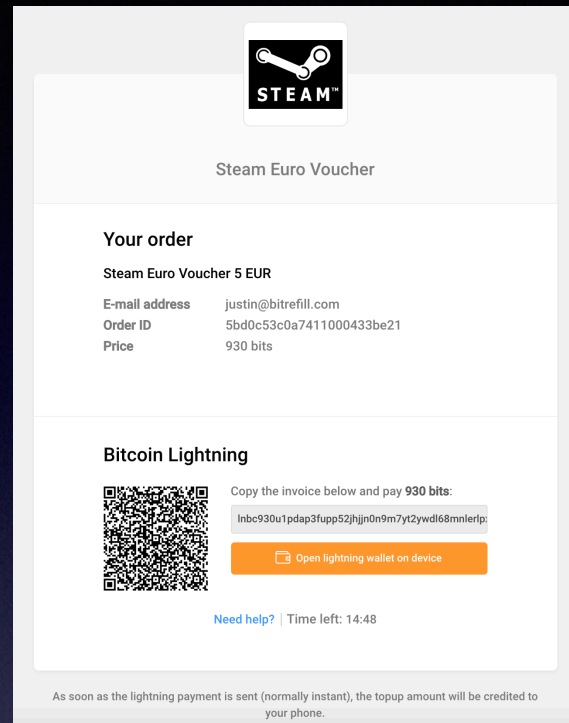 STEAM™
Steam Euro Voucher
Your order
Steam Euro Voucher 5 EUR
E-mail address justin@bitrefill.com
Order ID 5bd0c53c0a7411000433be21
Price 930 bits
Bitcoin Lightning
Copy the invoice below and pay 930 bits:
lnbc930u1pdap3fupp52jhjjn0n9m7yt2ywdl68mnlerlp:
Open lightning wallet on device
Need help? | Time left: 14:48
As soon as the lightning payment is sent (normally instant), the topup amount will be credited to
your phone.